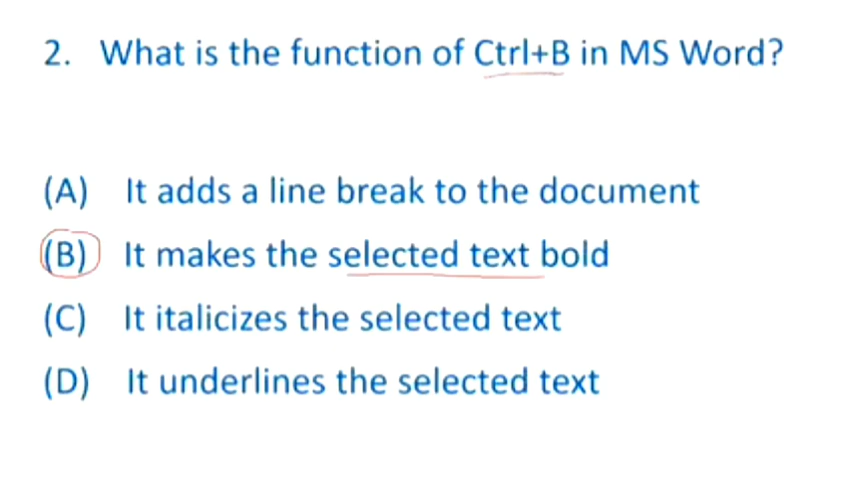 2. What is the function of Ctrl+B in MS Word?
(A) It adds a line break to the document
(B) It makes the selected text bold
(C) It italicizes the selected text
(D) It underlines the selected text